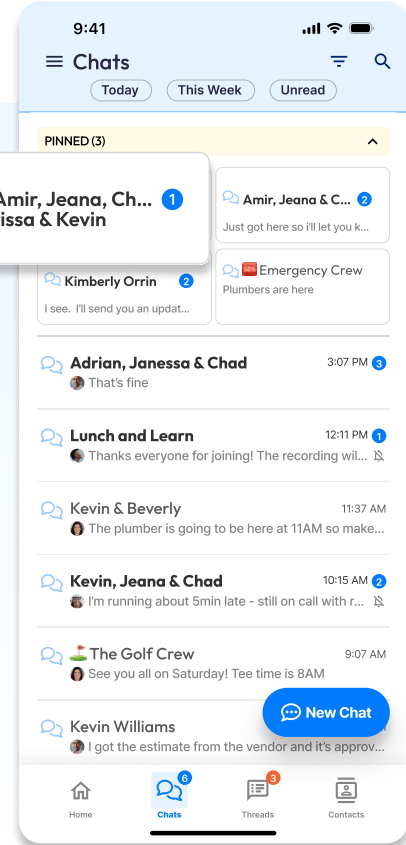 9:41
Chats
Today This Week Unread
PINNED (3)
Amir, Jeana, Ch... 1
issa & Kevin
Amir, Jeana & C... 2
Just got here so i'll let you k...
Kimberly Orrin 2
I see. I'll send you an updat...
SOS Emergency Crew
Plumbers are here
Adrian, Janessa & Chad 3:07 PM 3
That's fine
Lunch and Learn 12:11 PM 1
Thanks everyone for joining! The recording wil...
Kevin & Beverly 11:37 AM
The plumber is going to be here at 11AM so make...
Kevin, Jeana & Chad 10:15 AM 2
I'm running about 5min late - still on call with r...
The Golf Crew 9:07 AM
See you all on Saturday! Tee time is 8AM
Kevin Williams
New Chat
I got the estimate from the vendor and it's approv...
6 3
Home Chats Threads Contacts